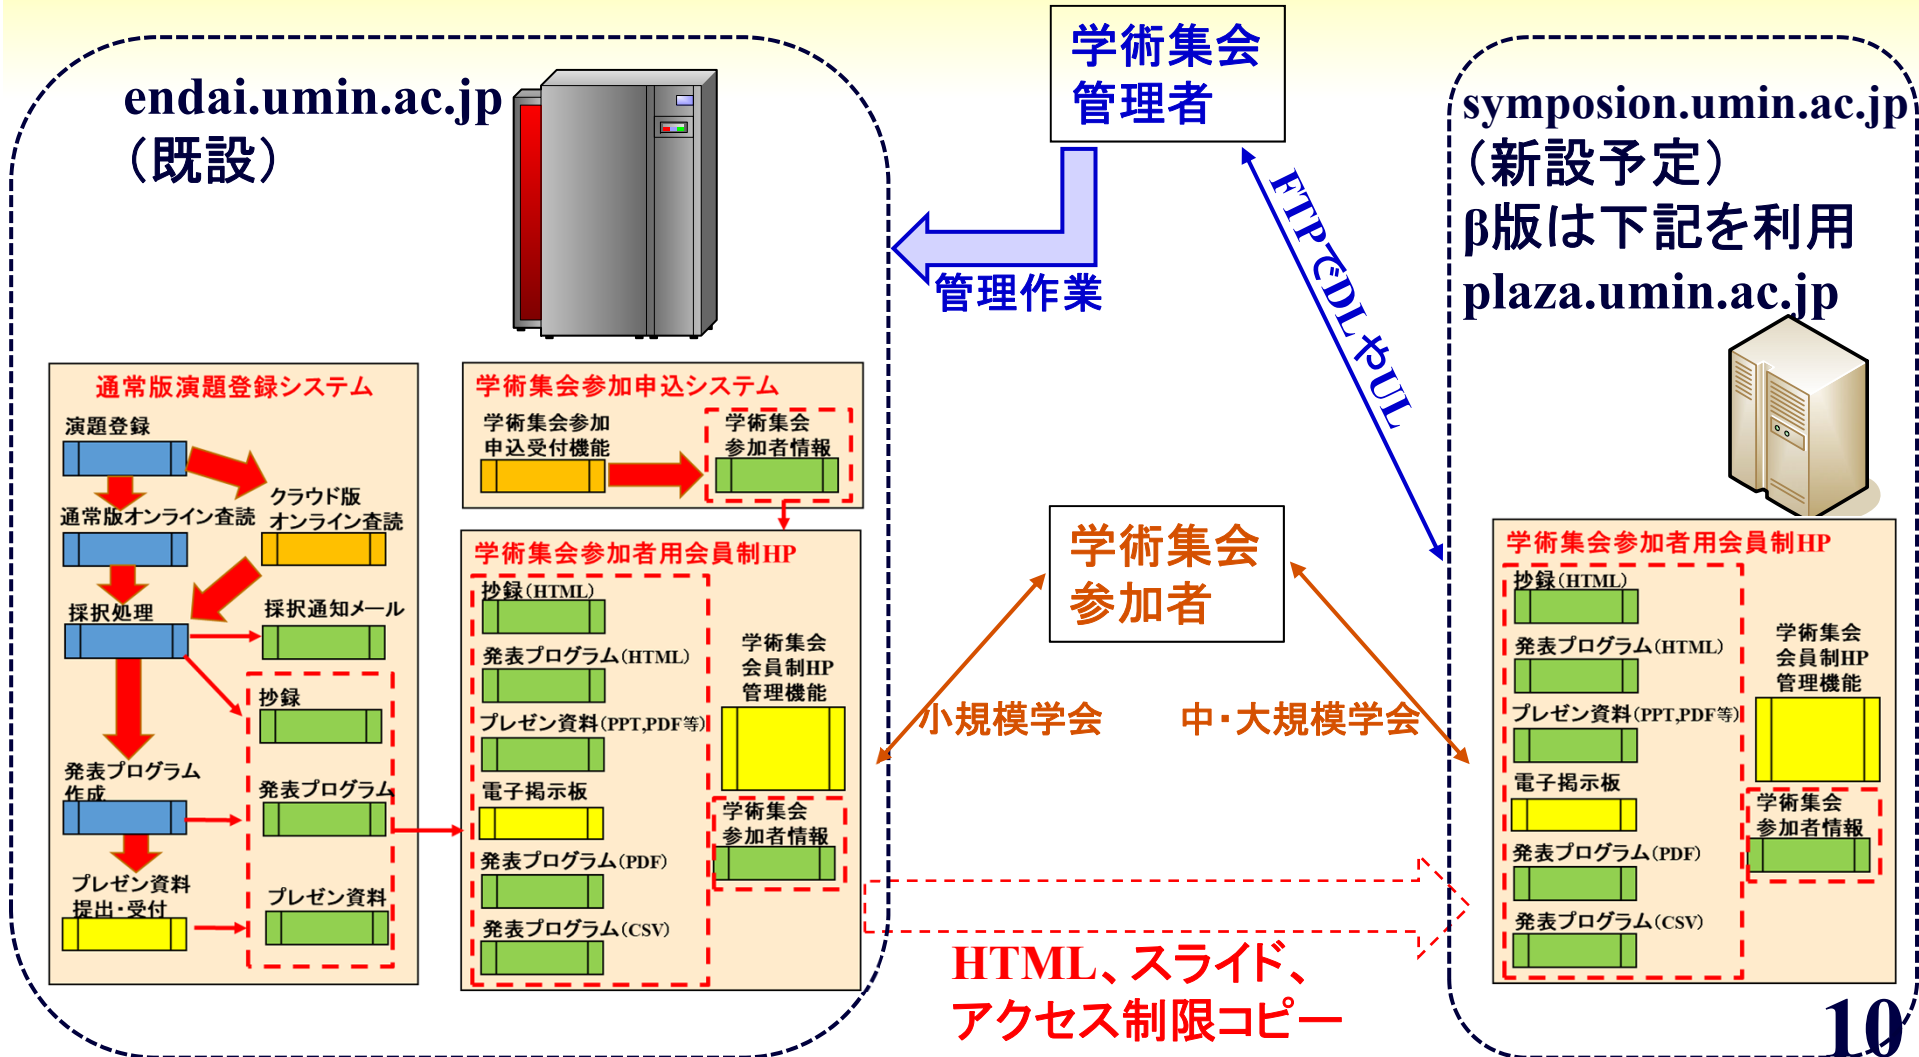 endai.umin.ac.jp
（既設）
学術集会
管理者
symposion.umin.ac.jp
（新設予定）
β版は下記を利用
plaza.umin.ac.jp
管理作業
FTPでDLやUL
通常版演題登録システム
演題登録
通常版オンライン査読
クラウド版
オンライン査読
採択処理
採択通知メール
抄録
発表プログラム
作成
発表プログラム
プレゼン資料
提出・受付
プレゼン資料
学術集会参加申込システム
学術集会参加
申込受付機能
学術集会
参加者情報
学術集会参加者用会員制HP
抄録(HTML)
発表プログラム(HTML)
プレゼン資料(PPT,PDF等)
電子掲示板
発表プログラム(PDF)
発表プログラム(CSV)
学術集会
会員制HP
管理機能
学術集会
参加者情報
学術集会
参加者
小規模学会
中・大規模学会
HTML、スライド、
アクセス制限コピー
学術集会参加者用会員制HP
抄録(HTML)
発表プログラム(HTML)
プレゼン資料(PPT,PDF等)
電子掲示板
発表プログラム(PDF)
発表プログラム(CSV)
学術集会
会員制HP
管理機能
学術集会
参加者情報
10